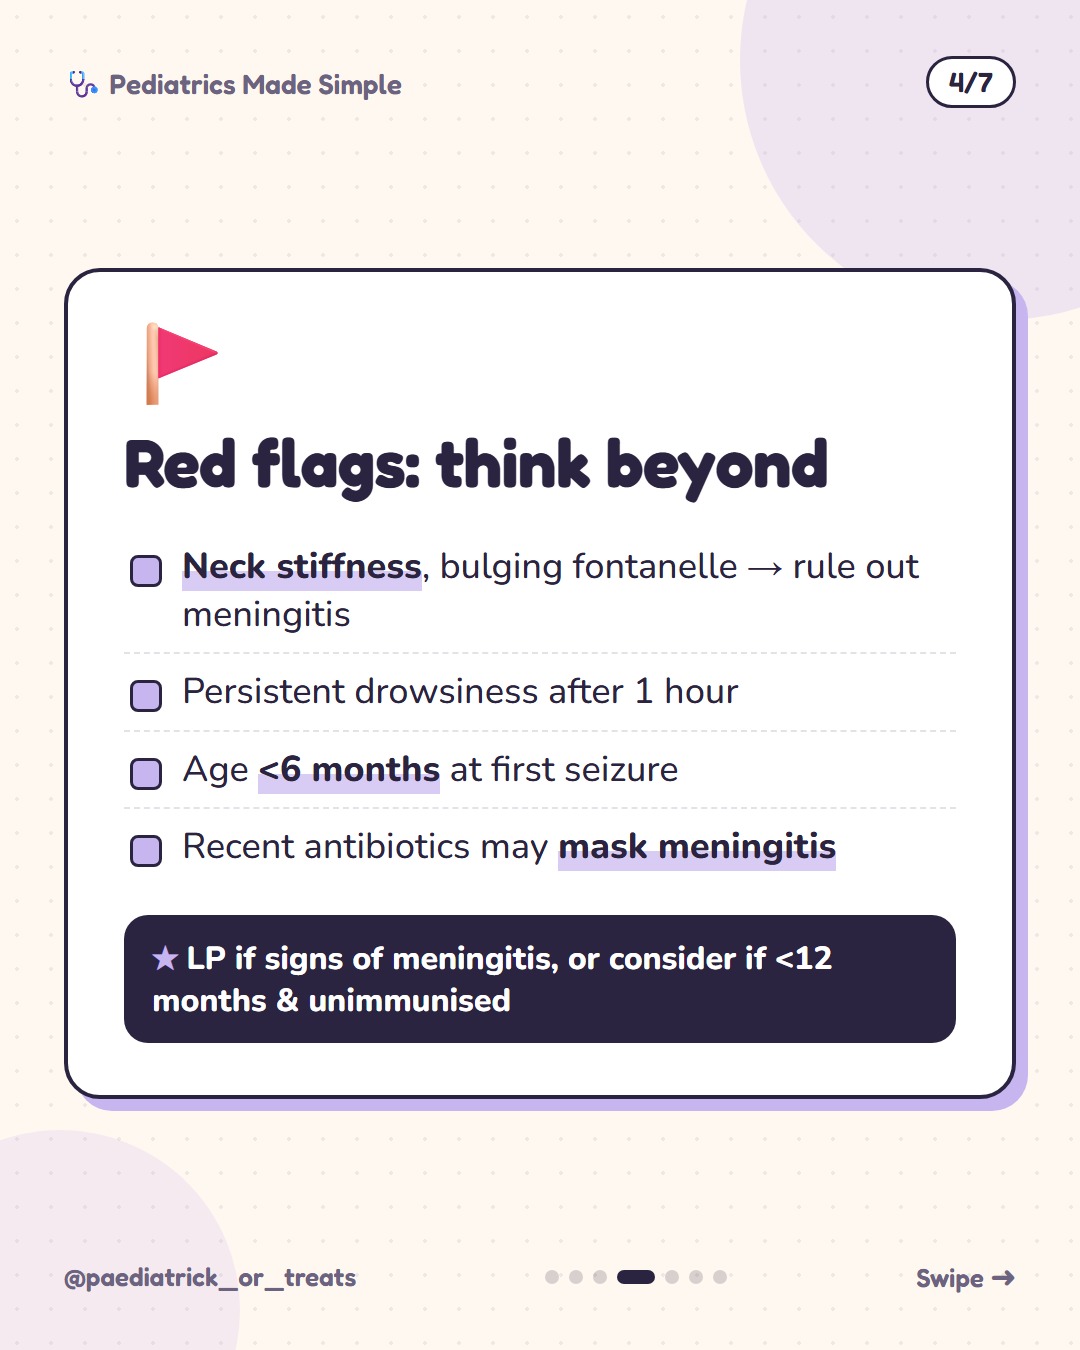 Pediatrics Made Simple
4/7
Red flags: think beyond
Neck stiffness, bulging fontanelle → rule out
meningitis
Persistent drowsiness after 1 hour
Age <6 months at first seizure
Recent antibiotics may mask meningitis
★ LP if signs of meningitis, or consider if <12
months & unimmunised
@paediatrick_or_treats
Swipe →